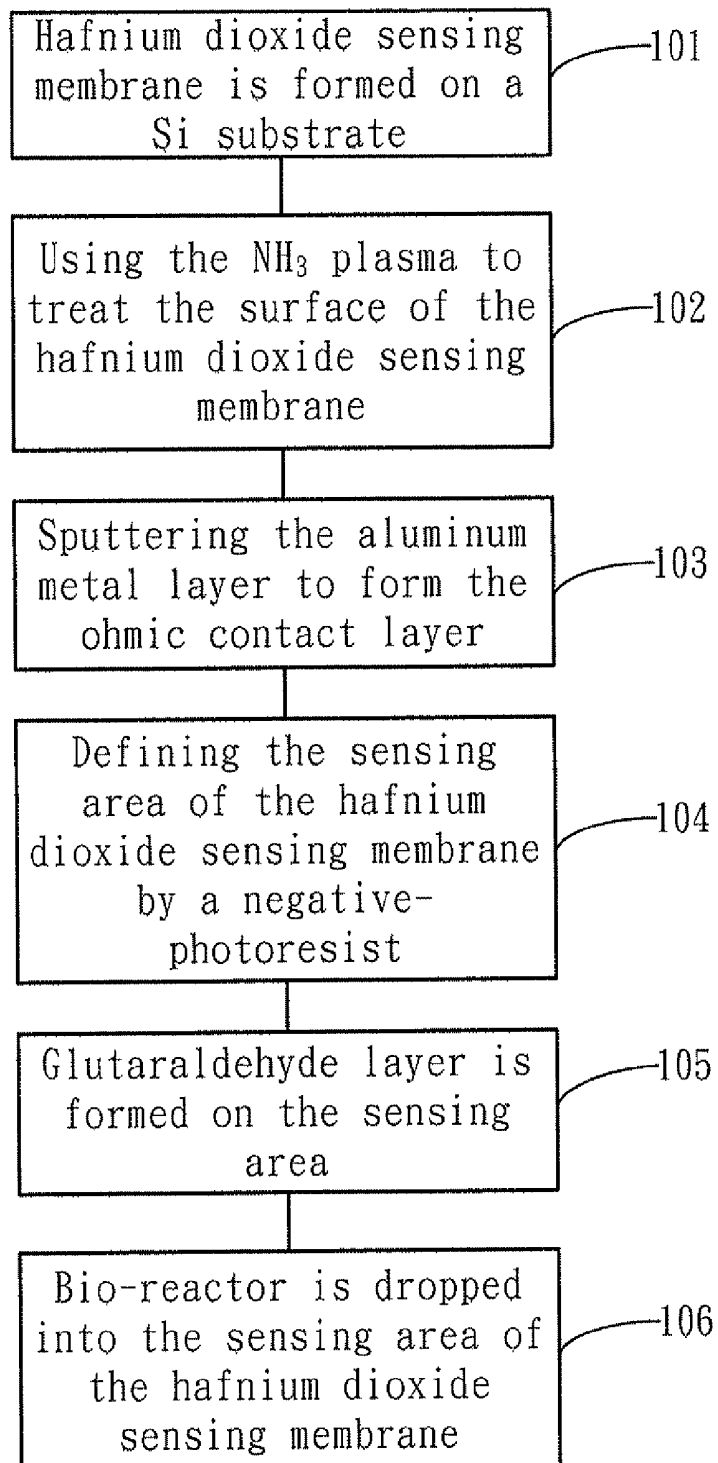 Hafnium dioxide sensing
membrane is formed on a
Si substrate
101
Using the NH₃ plasma to
treat the surface of the
hafnium dioxide sensing
membrane
102
Sputtering the aluminum
metal layer to form the
ohmic contact layer
103
Defining the sensing
area of the hafnium
dioxide sensing membrane
by a negative-
photoresist
104
Glutaraldehyde layer is
formed on the sensing
area
105
Bio-reactor is dropped
into the sensing area of
the hafnium dioxide
sensing membrane
106